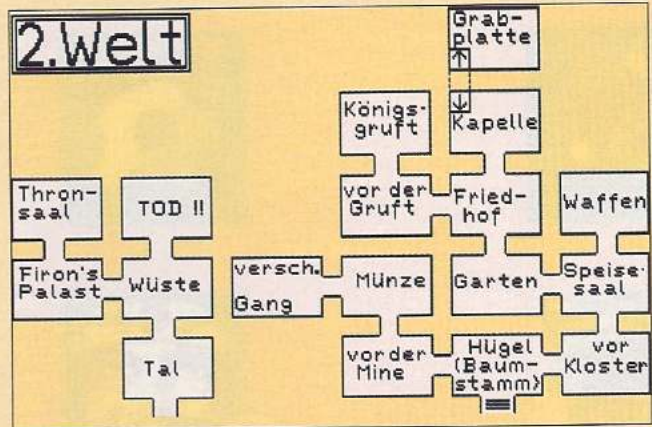 2.Welt
Grab-
platte
Königs-
gruft
Kapelle
Thron-
saal
TOD !!
vor der
Gruft
Fried-
hof
Waffen
Firon's
Palast
Wüste
versch.
Gang
Münze
Garten
Speise-
saal
Tal
vor der
Mine
Hügel
(Baum-
stamm)
vor
Kloster